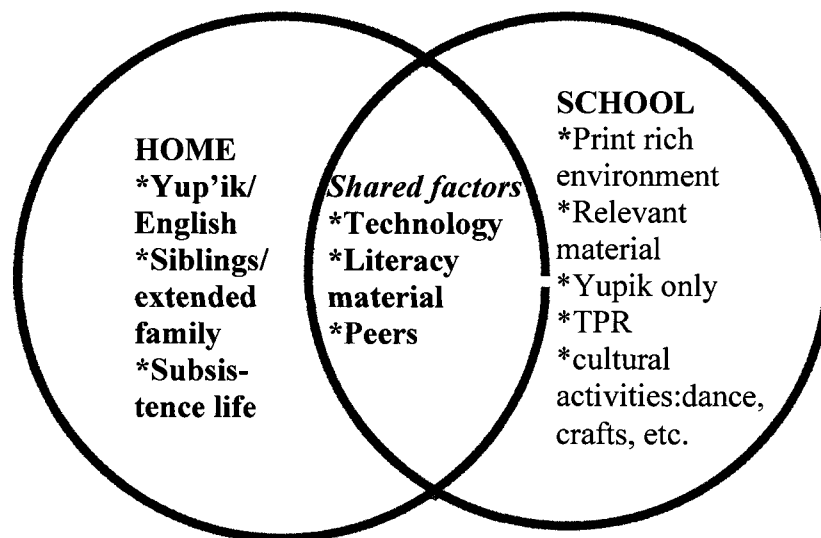 HOME
*Yup'ik/
English
*Siblings/
extended
family
*Subsis-
tence life
Shared factors
*Technology
*Literacy
material
*Peers
SCHOOL
*Print rich
environment
*Relevant
material
*Yupik only
*TPR
*cultural
activities:dance,
crafts, etc.